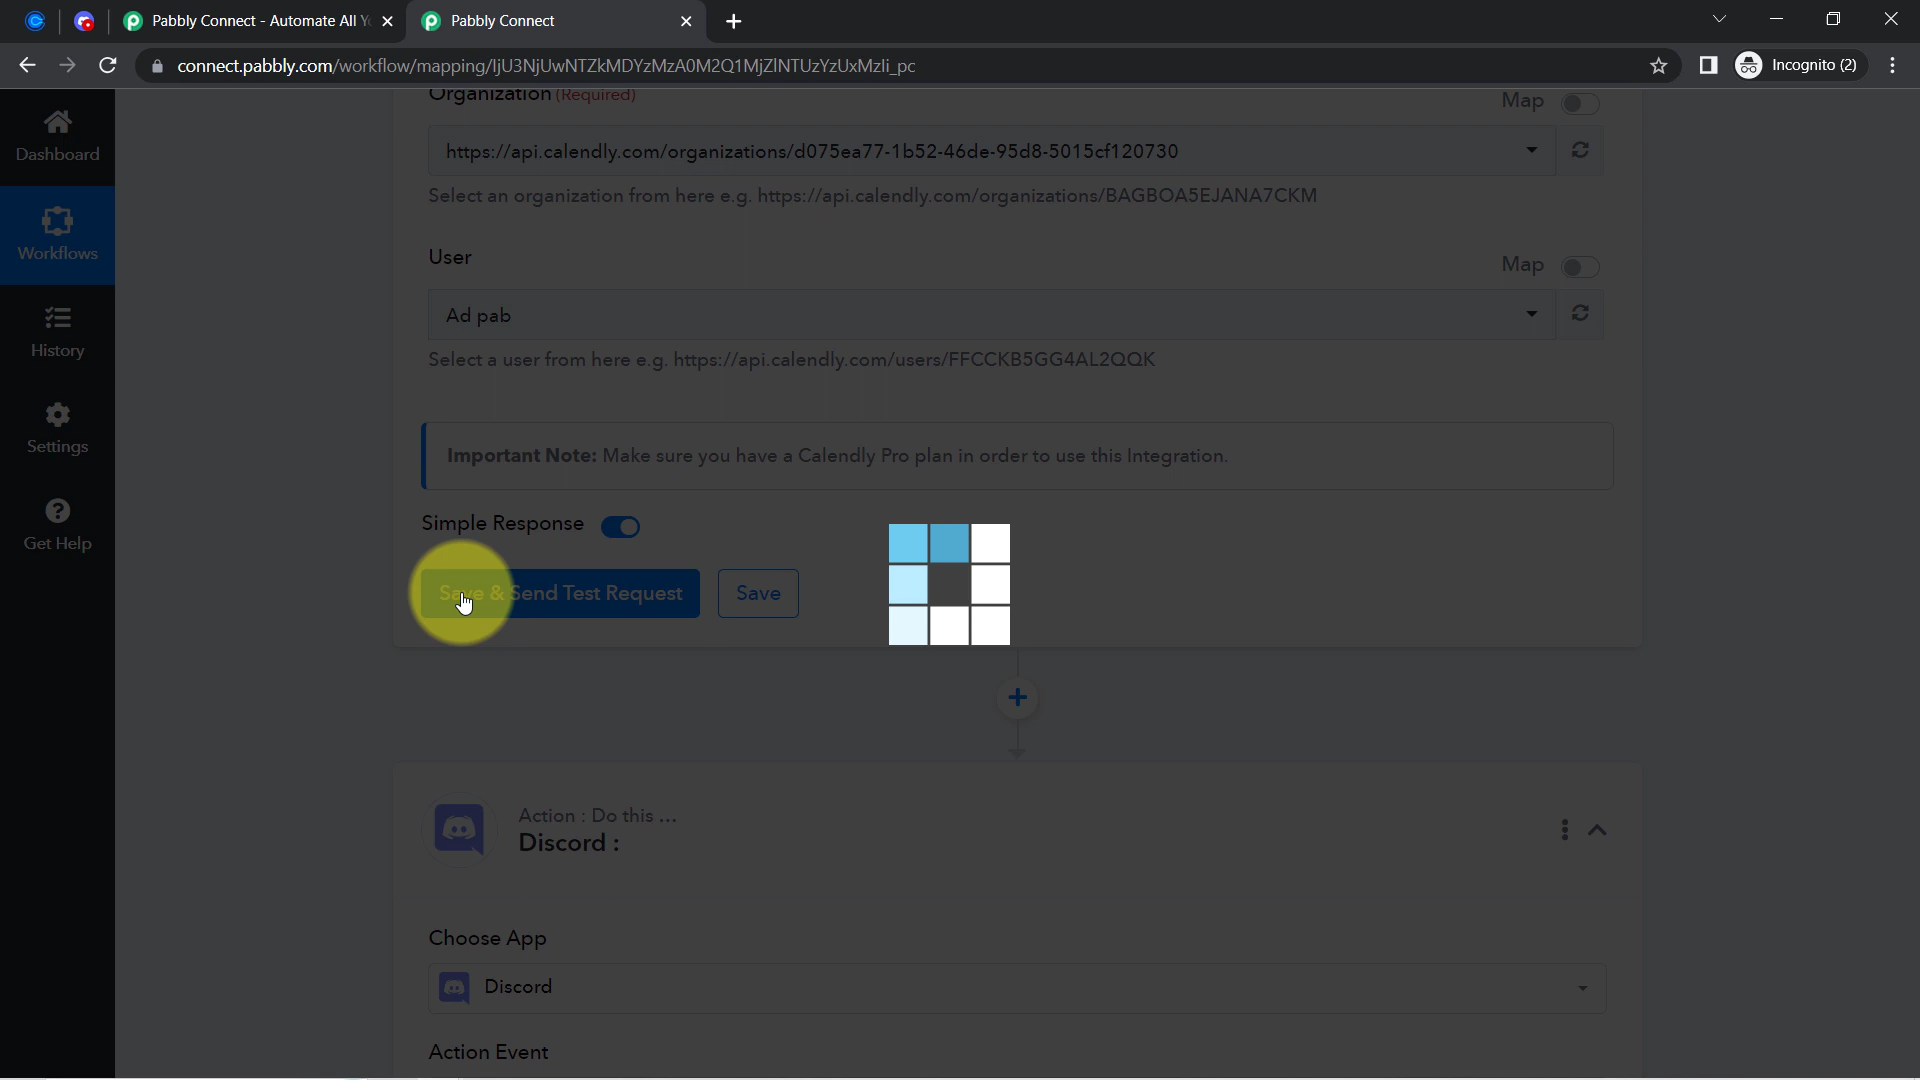 Pabbly Connect - Automate All Y
Pabbly Connect
connect.pabbly.com/workflow/mapping/IjU3NjUwNTZkMDYzMzA0M2Q1MjZlNTUzYzUxMzIi_pc
Incognito (2)
Dashboard
Workflows
History
Settings
Get Help
Organization (Required)
Map
https://api.calendly.com/organizations/d075ea77-1b52-46de-95d8-5015cf120730
Select an organization from here e.g. https://api.calendly.com/organizations/BAGBOA5EJANA7CKM
User
Map
Ad pab
Select a user from here e.g. https://api.calendly.com/users/FFCCKB5GG4AL2QQK
Important Note: Make sure you have a Calendly Pro plan in order to use this Integration.
Simple Response
Save & Send Test Request
Save
Action : Do this ...
Discord :
Choose App
Discord
Action Event